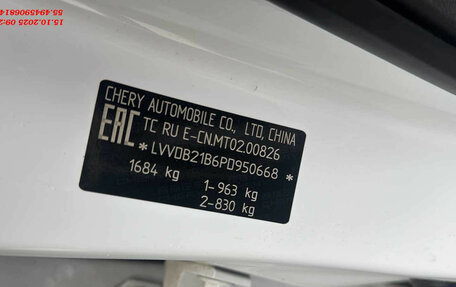 CHERY AUTOMOBILE CO., LTD, CHINA
EAC TC RU E-CN.MT02.00826
*LVVDB21B6PD950668*
1684 kg
1-963 kg
2-830 kg